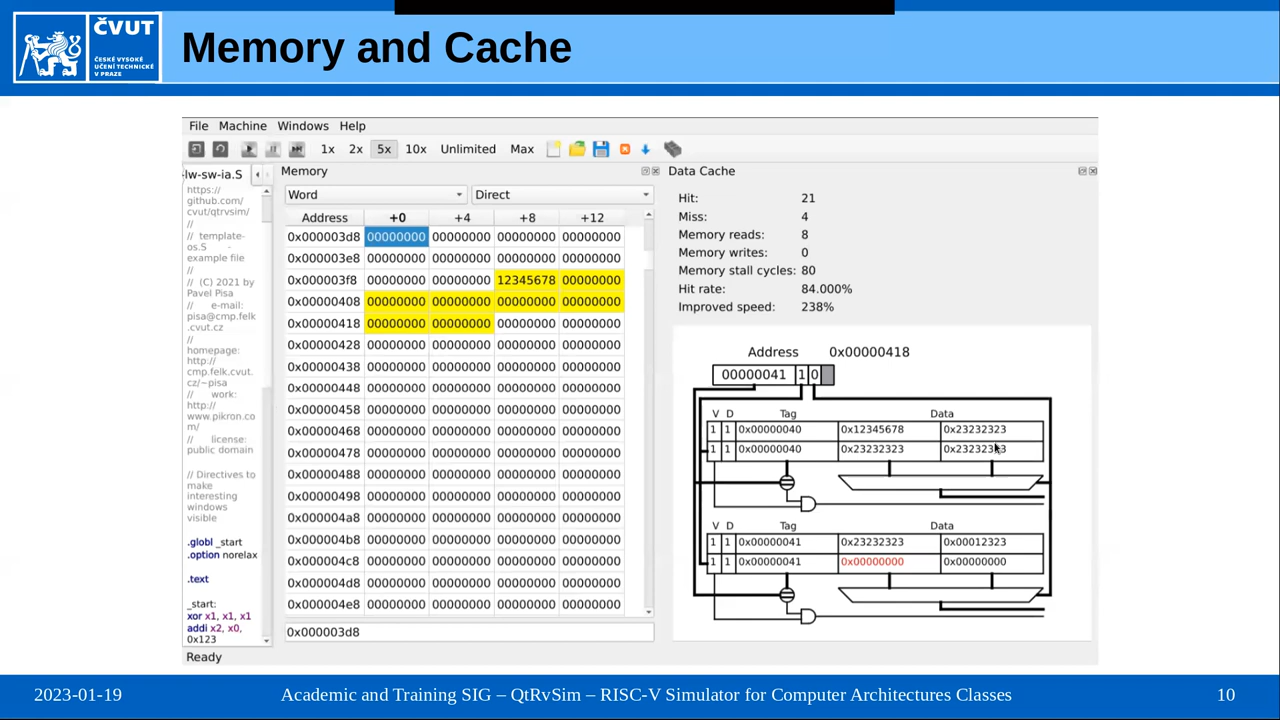 ČVUT
ČESKÉ VYSOKÉ
UČENÍ TECHNICKÉ
V PRAZE
Memory and Cache
File Machine Windows Help
1x 2x 5x 10x Unlimited Max
-lw-sw-ia.S
https://
github.com/
cvut/qtrvsim/
//
// template-
os.S -
example file
//
// (C) 2021 by
Pavel Pisa
// e-mail:
pisa@cmp.felk
.cvut.cz
//
homepage:
http://
cmp.felk.cvut.
cz/~pisa
// work:
http://
www.pikron.co
m/
// license:
public domain
// Directives to
make
interesting
windows
visible
.globl _start
.option norelax
.text
_start:
xor x1, x1, x1
addi x2, x0,
0x123
Memory
Word Direct
Address +0 +4 +8 +12
0x000003d8 00000000 00000000 00000000 00000000
0x000003e8 00000000 00000000 00000000 00000000
0x000003f8 00000000 00000000 12345678 00000000
0x00000408 00000000 00000000 00000000 00000000
0x00000418 00000000 00000000 00000000 00000000
0x00000428 00000000 00000000 00000000 00000000
0x00000438 00000000 00000000 00000000 00000000
0x00000448 00000000 00000000 00000000 00000000
0x00000458 00000000 00000000 00000000 00000000
0x00000468 00000000 00000000 00000000 00000000
0x00000478 00000000 00000000 00000000 00000000
0x00000488 00000000 00000000 00000000 00000000
0x00000498 00000000 00000000 00000000 00000000
0x000004a8 00000000 00000000 00000000 00000000
0x000004b8 00000000 00000000 00000000 00000000
0x000004c8 00000000 00000000 00000000 00000000
0x000004d8 00000000 00000000 00000000 00000000
0x000004e8 00000000 00000000 00000000 00000000
0x000003d8
Data Cache
Hit: 21
Miss: 4
Memory reads: 8
Memory writes: 0
Memory stall cycles: 80
Hit rate: 84.000%
Improved speed: 238%
Address 0x00000418
00000041 1 0
V D Tag Data
1 1 0x00000040 0x12345678 0x23232323
1 1 0x00000040 0x23232323 0x23232323
V D Tag Data
1 1 0x00000041 0x23232323 0x00012323
1 1 0x00000041 0x00000000 0x00000000
Ready
2023-01-19 Academic and Training SIG – QtRvSim – RISC-V Simulator for Computer Architectures Classes 10